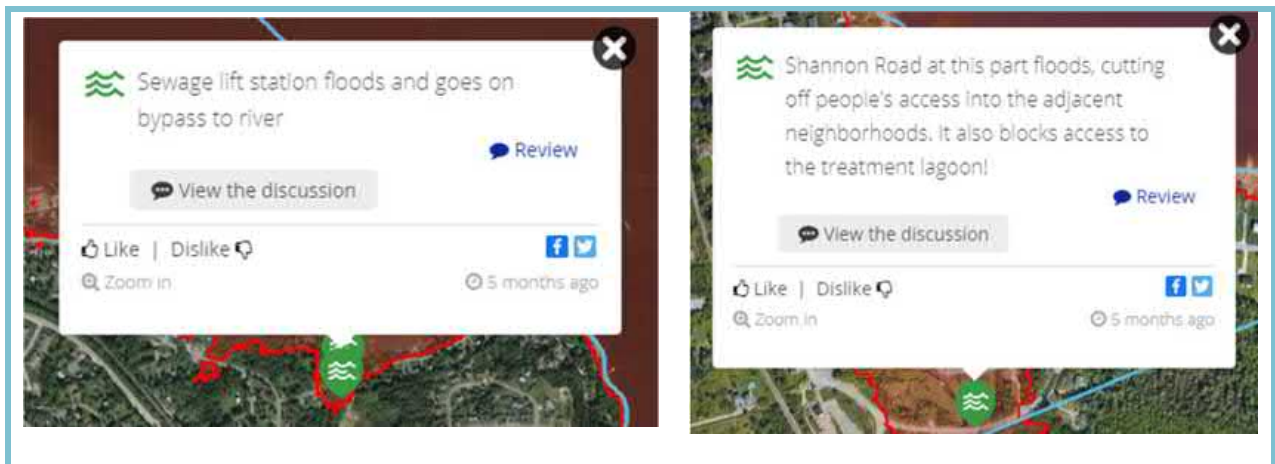 Sewage lift station floods and goes on
bypass to river
Review
View the discussion
Like | Dislike
Zoom in
5 months ago
Shannon Road at this part floods, cutting
off people's access into the adjacent
neighborhoods. It also blocks access to
the treatment lagoon!
Review
View the discussion
Like | Dislike
Zoom in
5 months ago